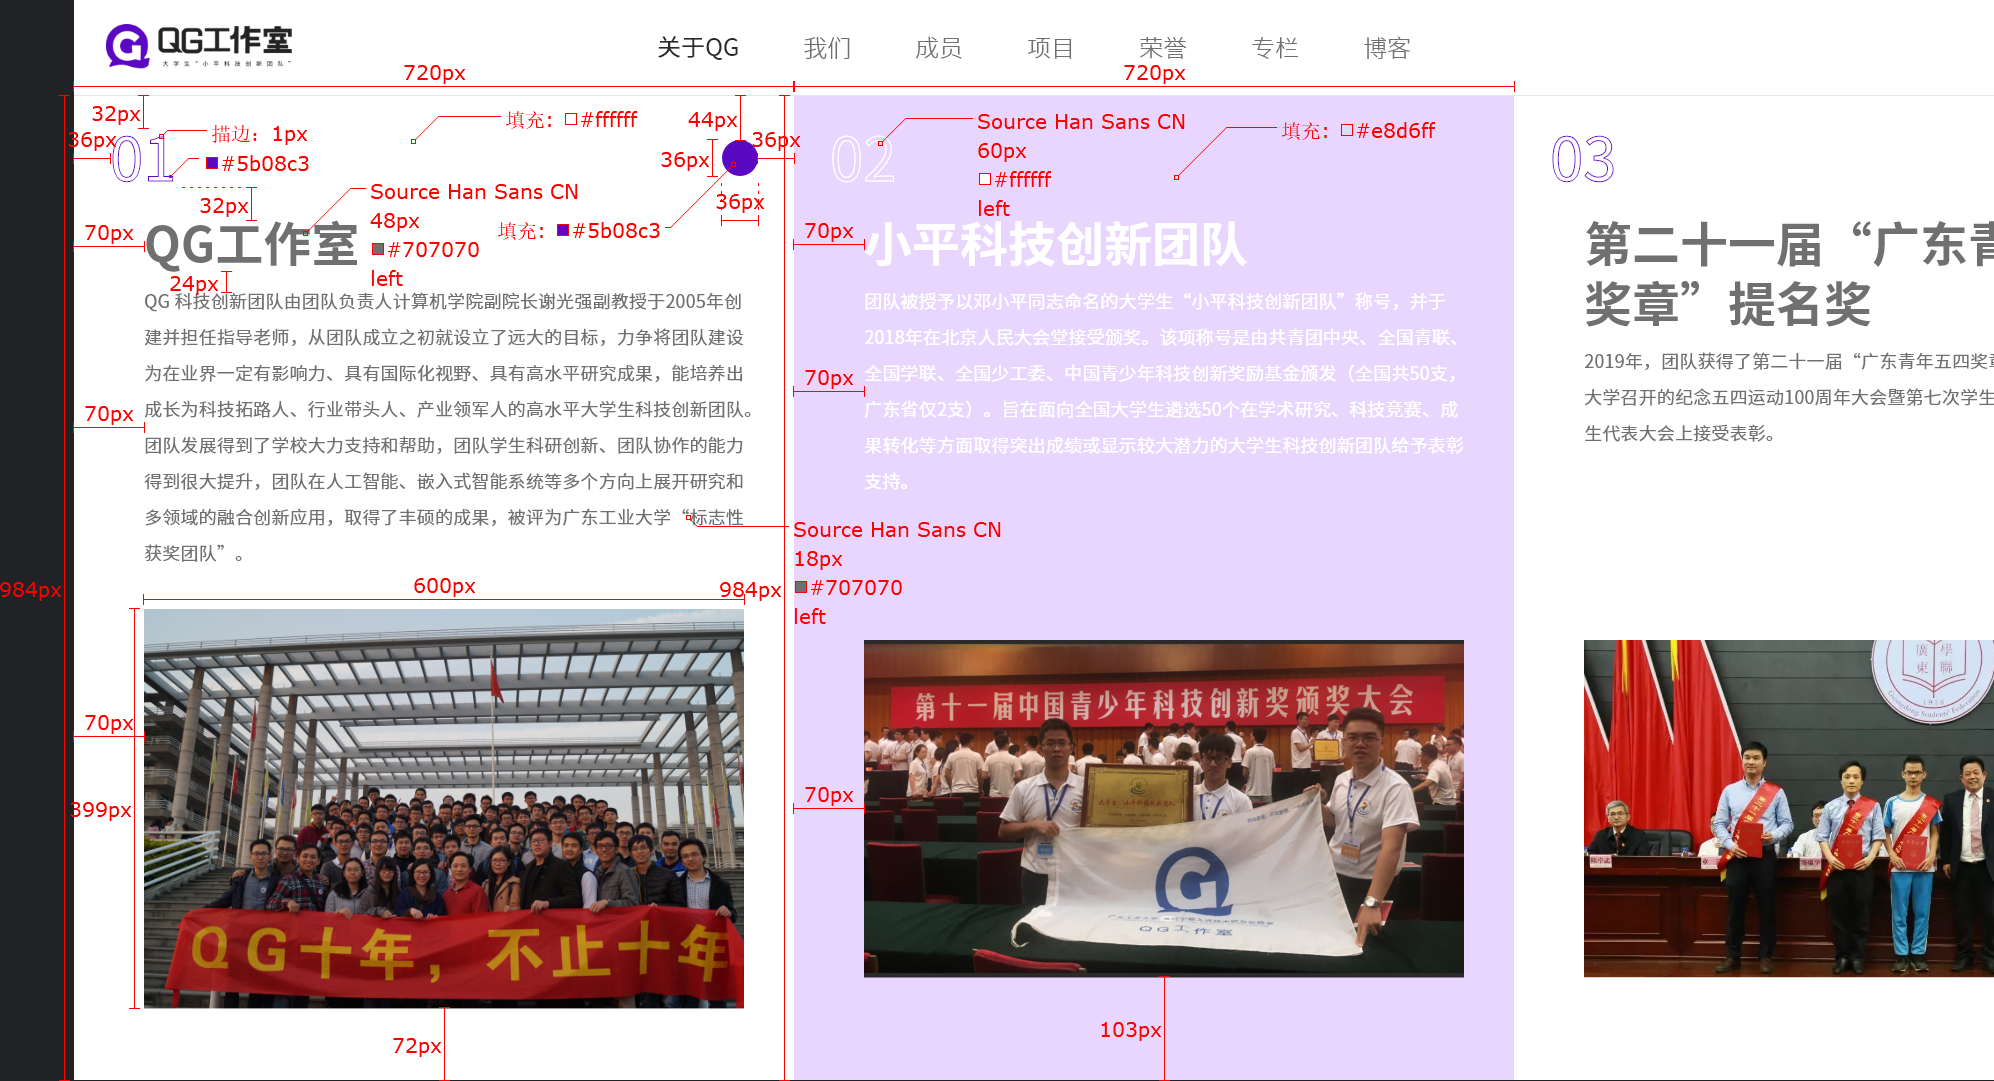 QG工作室
大学生“小平科技创新团队”
关于QG 我们 成员 项目 荣誉 专栏 博客
720px 720px
32px
36px
01
描边：1px
#5b08c3
填充：#ffffff
44px
36px
36px
36px
32px
Source Han Sans CN
48px
#707070
left
填充：#5b08c3
70px
QG工作室
24px
QG 科技创新团队由团队负责人计算机学院副院长谢光强副教授于2005年创
建并担任指导老师，从团队成立之初就设立了远大的目标，力争将团队建设
为在业界一定有影响力、具有国际化视野、具有高水平研究成果，能培养出
成长为科技拓路人、行业带头人、产业领军人的高水平大学生科技创新团队。
团队发展得到了学校大力支持和帮助，团队学生科研创新、团队协作的能力
得到很大提升，团队在人工智能、嵌入式智能系统等多个方向上展开研究和
多领域的融合创新应用，取得了丰硕的成果，被评为广东工业大学“标志性
获奖团队”。
70px
984px
600px
984px
70px
399px
QG十年，不止十年
72px
02
Source Han Sans CN
60px
#ffffff
left
填充：#e8d6ff
70px
小平科技创新团队
团队被授予以邓小平同志命名的大学生“小平科技创新团队”称号，并于
2018年在北京人民大会堂接受颁奖。该项称号是由共青团中央、全国青联、
全国学联、全国少工委、中国青少年科技创新奖励基金颁发（全国共50支，
广东省仅2支）。旨在面向全国大学生遴选50个在学术研究、科技竞赛、成
果转化等方面取得突出成绩或显示较大潜力的大学生科技创新团队给予表彰
支持。
70px
Source Han Sans CN
18px
#707070
left
第十一届中国青少年科技创新奖颁奖大会
QG工作室
70px
103px
03
第二十一届“广东青
奖章”提名奖
2019年，团队获得了第二十一届“广东青年五四奖章
大学召开的纪念五四运动100周年大会暨第七次学生
生代表大会上接受表彰。
廣東學聯
1918
Guangdong Students' Federation